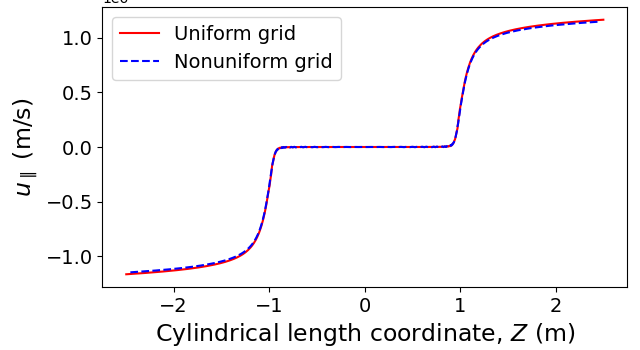 Uniform grid
Nonuniform grid
1.0
0.5
0.0
−0.5
−1.0
u∥ (m/s)
−2
−1
0
1
2
Cylindrical length coordinate, Z (m)